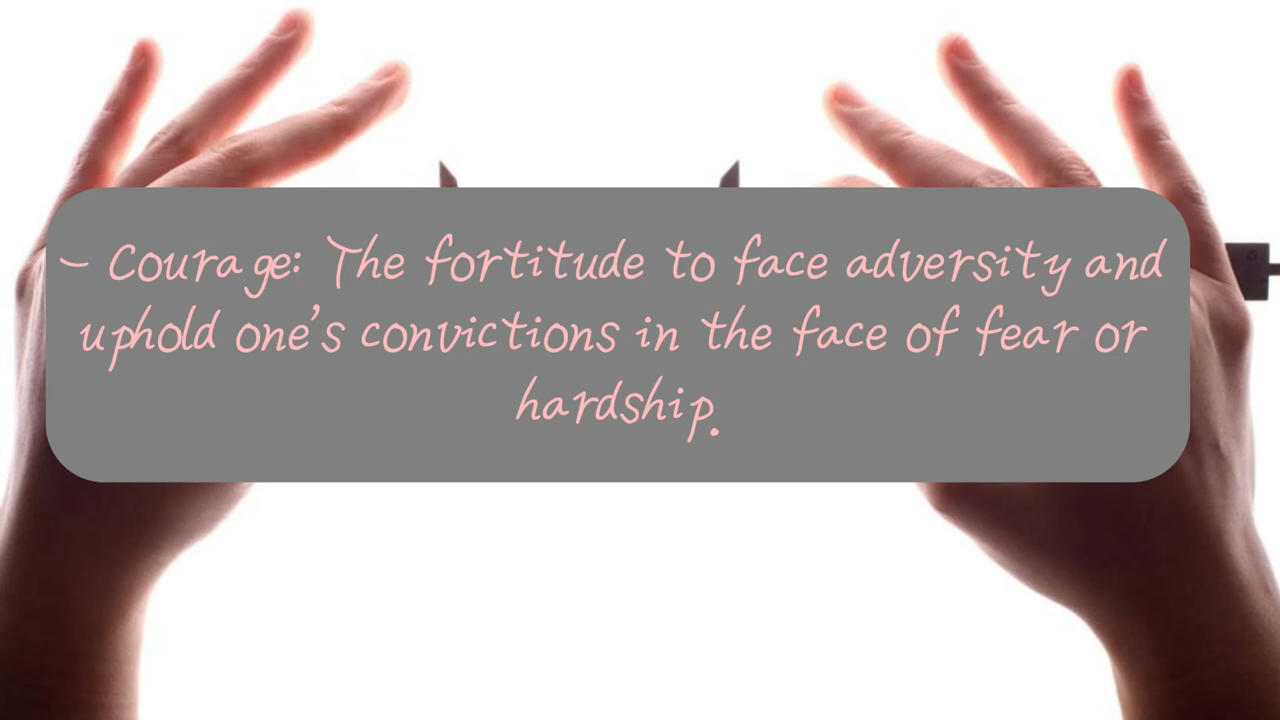 - Courage: The fortitude to face adversity and
uphold one's convictions in the face of fear or
hardship.